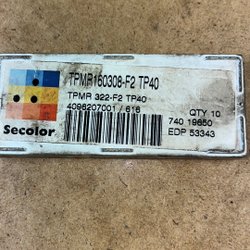 TPMR160308-F2 TP40
TPMR 322-F2 TP40
4096207001 / 616
QTY 10
740 19650
EDP 53343
Secolor